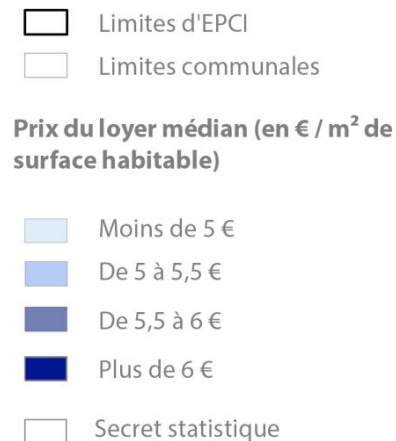 Limites d'EPCI
Limites communales
Prix du loyer médian (en € / m² de
surface habitable)
Moins de 5 €
De 5 à 5,5 €
De 5,5 à 6 €
Plus de 6 €
Secret statistique